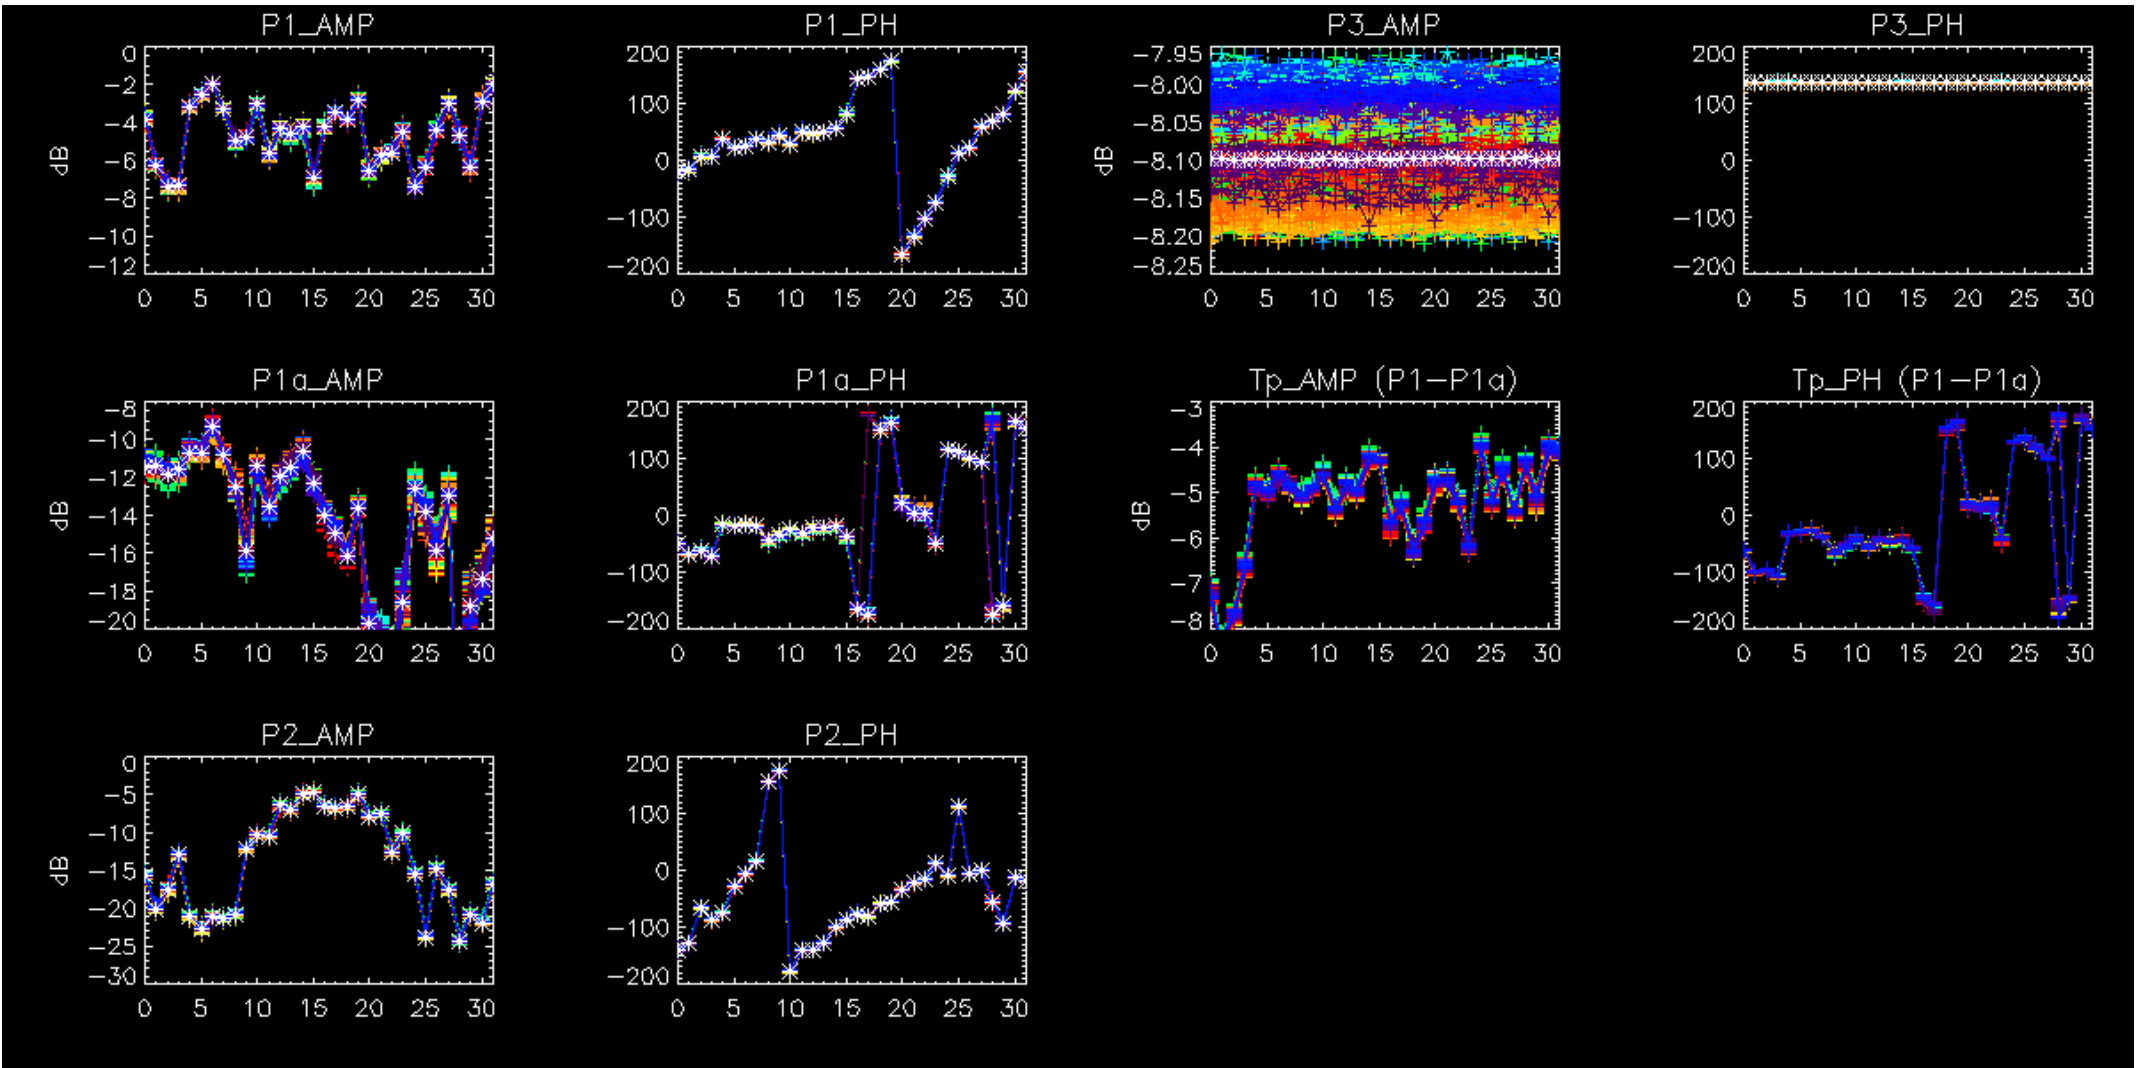 P1_AMP
P1_PH
P3_AMP
P3_PH
0
−2
−4
−6
−8
−10
−12
dB
0 5 10 15 20 25 30
200
100
0
−100
−200
0 5 10 15 20 25 30
−7.95
−8.00
−8.05
−8.10
−8.15
−8.20
−8.25
dB
0 5 10 15 20 25 30
200
100
0
−100
−200
0 5 10 15 20 25 30
P1a_AMP
P1a_PH
Tp_AMP (P1−P1a)
Tp_PH (P1−P1a)
−8
−10
−12
−14
−16
−18
−20
dB
0 5 10 15 20 25 30
200
100
0
−100
−200
0 5 10 15 20 25 30
−3
−4
−5
−6
−7
−8
dB
0 5 10 15 20 25 30
200
100
0
−100
−200
0 5 10 15 20 25 30
P2_AMP
P2_PH
0
−5
−10
−15
−20
−25
−30
dB
0 5 10 15 20 25 30
200
100
0
−100
−200
0 5 10 15 20 25 30